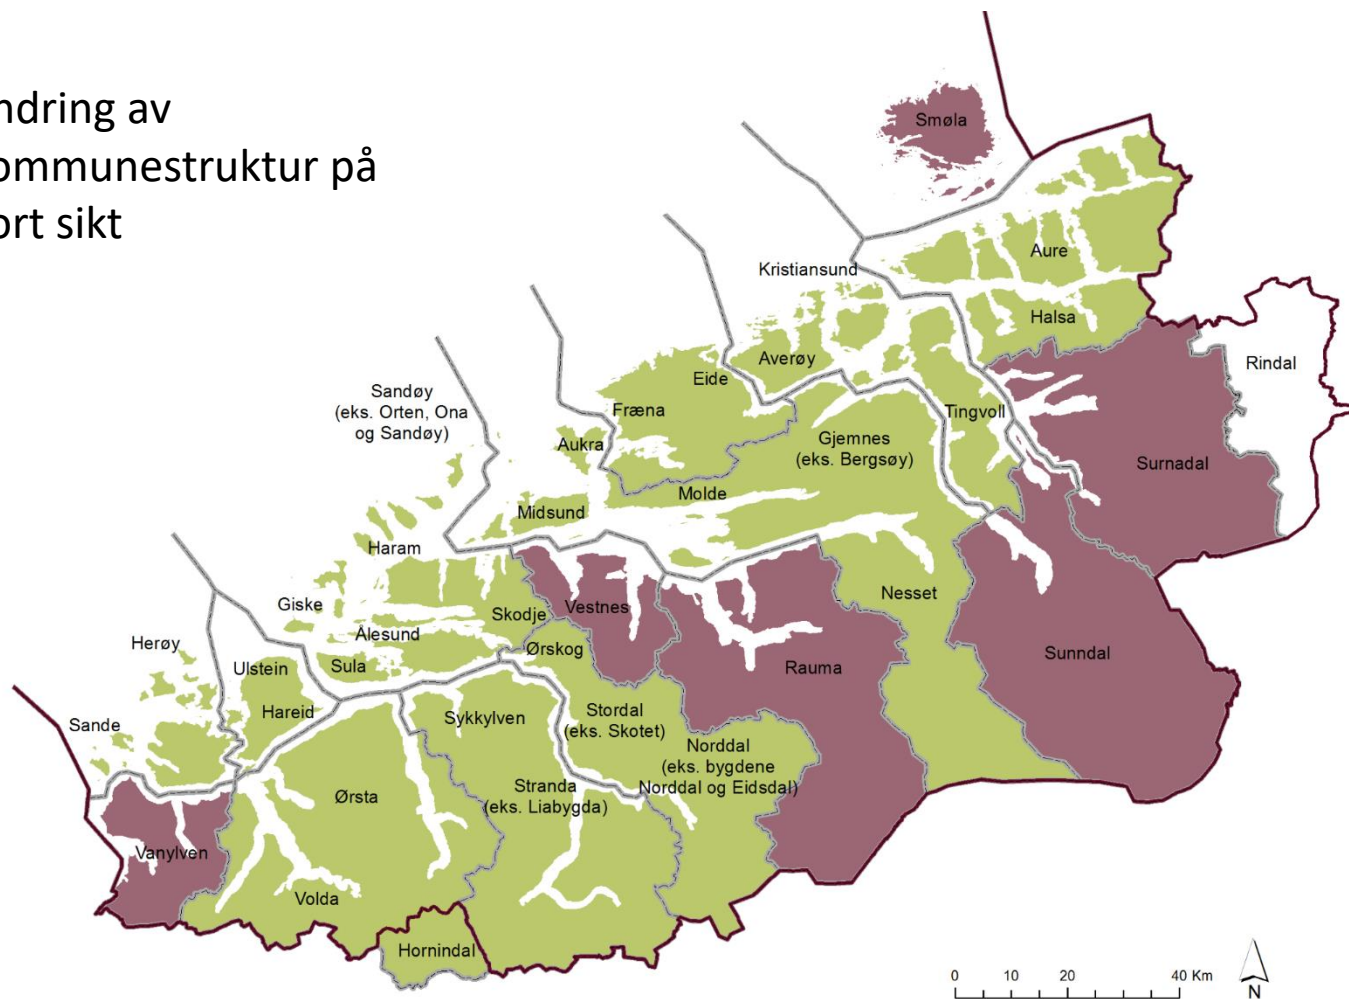 ndring av
ommunestruktur på
ort sikt
Smøla
Aure
Kristiansund
Halsa
Averøy
Rindal
Eide
Sandøy
(eks. Orten, Ona
og Sandøy)
Fræna
Tingvoll
Aukra
Gjemnes
(eks. Bergsøy)
Surnadal
Molde
Midsund
Haram
Giske
Vestnes
Nesset
Skodje
Ålesund
Herøy
Ørskog
Sunndal
Ulstein
Sula
Rauma
Hareid
Stordal
(eks. Skotet)
Sykkylven
Sande
Norddal
(eks. bygdene
Norddal og Eidsdal)
Stranda
(eks. Liabygda)
Ørsta
Vanylven
Volda
Hornindal
0 10 20 40 Km
N